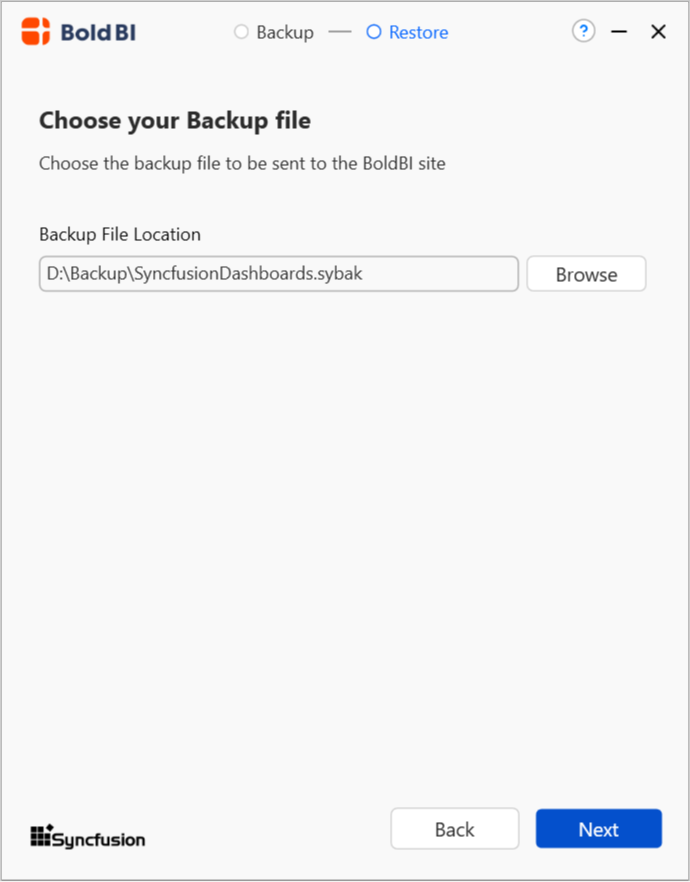 Bold BI
Backup
Restore
?
Choose your Backup file
Choose the backup file to be sent to the BoldBI site
Backup File Location
D:\Backup\SyncfusionDashboards.sybak
Browse
Syncfusion
Back
Next